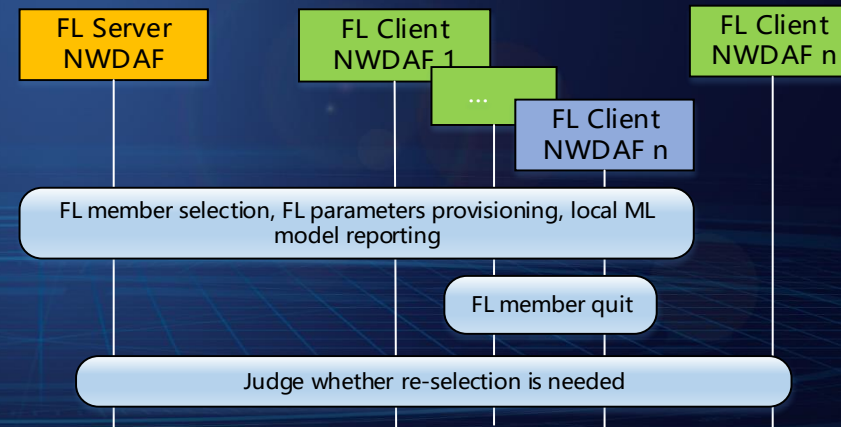 FL Server
NWDAF
FL Client
NWDAF 1
...
FL Client
NWDAF n
FL Client
NWDAF n
FL member selection, FL parameters provisioning, local ML
model reporting
FL member quit
Judge whether re-selection is needed